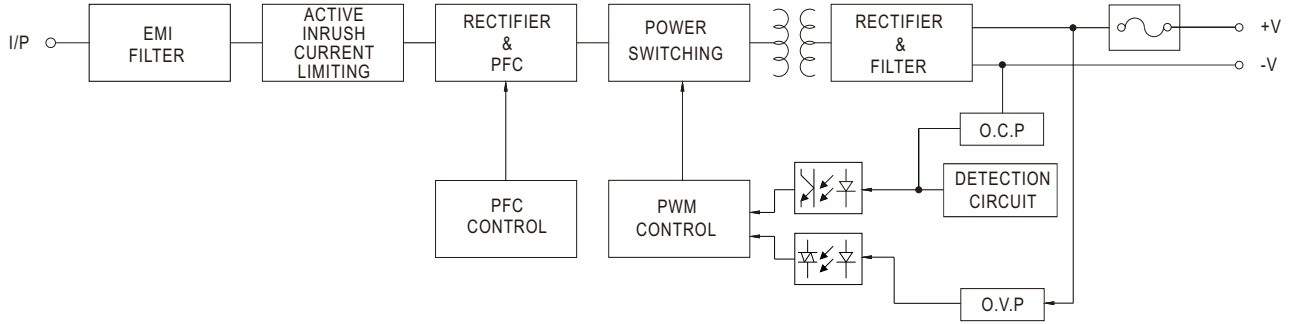 I/P
EMI
FILTER
ACTIVE
INRUSH
CURRENT
LIMITING
RECTIFIER
&
PFC
POWER
SWITCHING
RECTIFIER
&
FILTER
+V
-V
O.C.P
PFC
CONTROL
PWM
CONTROL
DETECTION
CIRCUIT
O.V.P